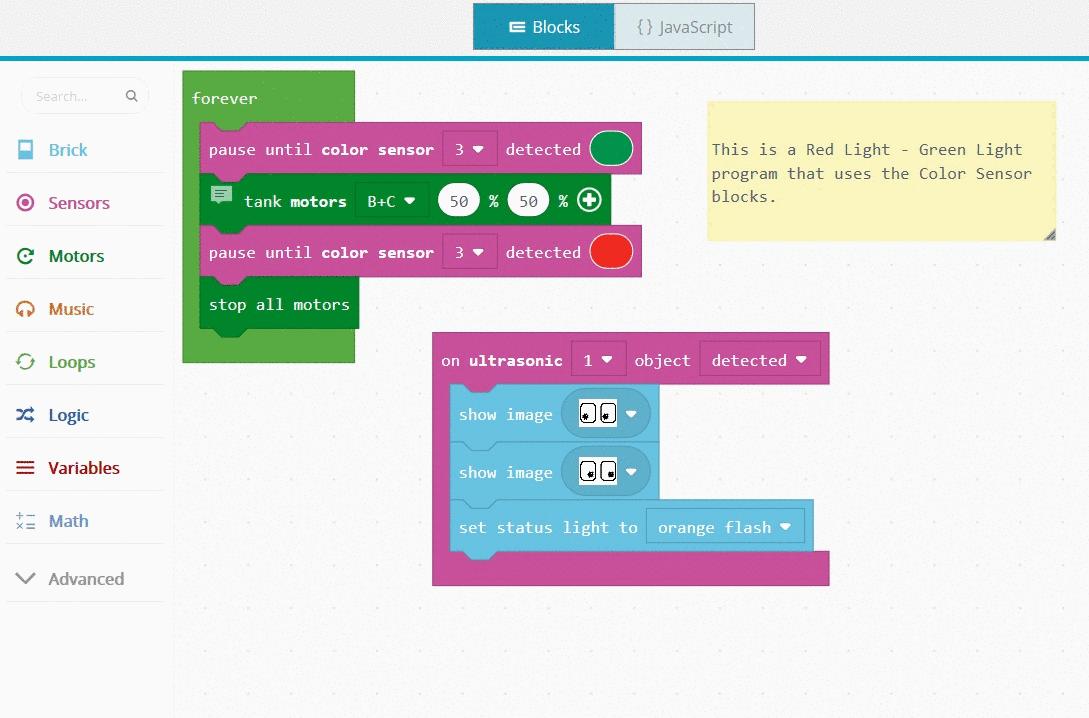 Blocks
{ } JavaScript
Search...
Brick
Sensors
Motors
Music
Loops
Logic
Variables
Math
Advanced
forever
pause until color sensor 3 detected
tank motors B+C 50 % 50 %
pause until color sensor 3 detected
stop all motors
This is a Red Light - Green Light
program that uses the Color Sensor
blocks.
on ultrasonic 1 object detected
show image
show image
set status light to orange flash